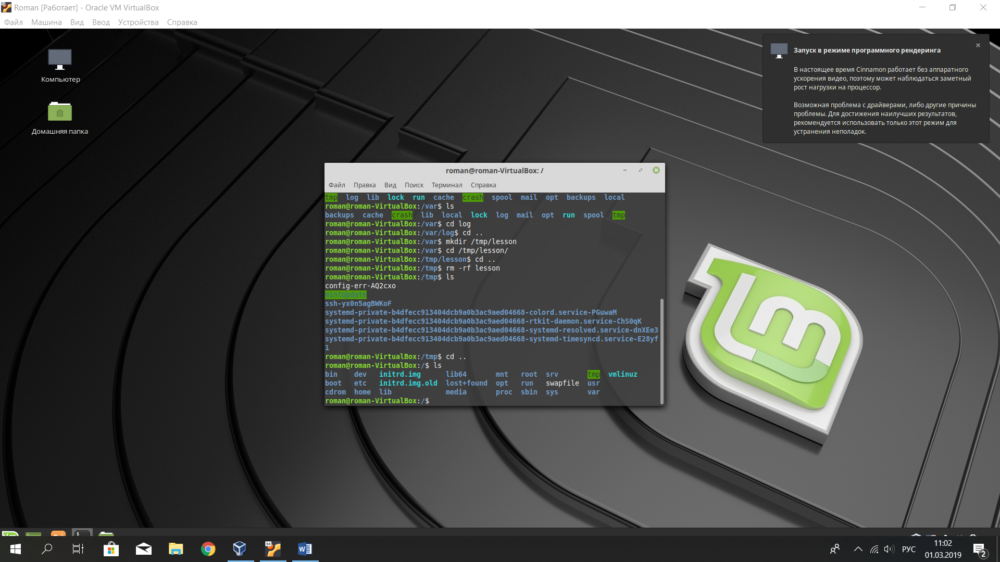 Roman [Работает] - Oracle VM VirtualBox
Файл Машина Вид Ввод Устройства Справка
Компьютер
Домашняя папка
Запуск в режиме программного рендеринга
В настоящее время Cinnamon работает без аппаратного
ускорения видео, поэтому может наблюдаться заметный
рост нагрузки на процессор.
Возможная проблема с драйверами, либо другие причины
проблемы. Для достижения наилучших результатов,
рекомендуется использовать только этот режим для
устранения неполадок.
roman@roman-VirtualBox: /
Файл Правка Вид Поиск Терминал Справка
tmp log lib lock run cache crash spool mail opt backups local
roman@roman-VirtualBox:/var$ ls
backups cache crash lib local lock log mail opt run spool tmp
roman@roman-VirtualBox:/var$ cd log
roman@roman-VirtualBox:/var/log$ cd ..
roman@roman-VirtualBox:/var$ mkdir /tmp/lesson
roman@roman-VirtualBox:/var$ cd /tmp/lesson/
roman@roman-VirtualBox:/tmp/lesson$ cd ..
roman@roman-VirtualBox:/tmp$ rm -rf lesson
roman@roman-VirtualBox:/tmp$ ls
config-err-AQ2cxo
mintUpdate
ssh-yx0n5agBWKoF
systemd-private-b4dfecc913404dcb9a0b3ac9aed04668-colord.service-PGuwaM
systemd-private-b4dfecc913404dcb9a0b3ac9aed04668-rtkit-daemon.service-ChS0qK
systemd-private-b4dfecc913404dcb9a0b3ac9aed04668-systemd-resolved.service-dnXEe3
systemd-private-b4dfecc913404dcb9a0b3ac9aed04668-systemd-timesyncd.service-E28yf
1
roman@roman-VirtualBox:/tmp$ cd ..
roman@roman-VirtualBox:/$ ls
bin dev initrd.img lib64 mnt root srv tmp vmlinuz
boot etc initrd.img.old lost+found opt run swapfile usr
cdrom home lib media proc sbin sys var
roman@roman-VirtualBox:/$
64
РУС
11:02
01.03.2019
2